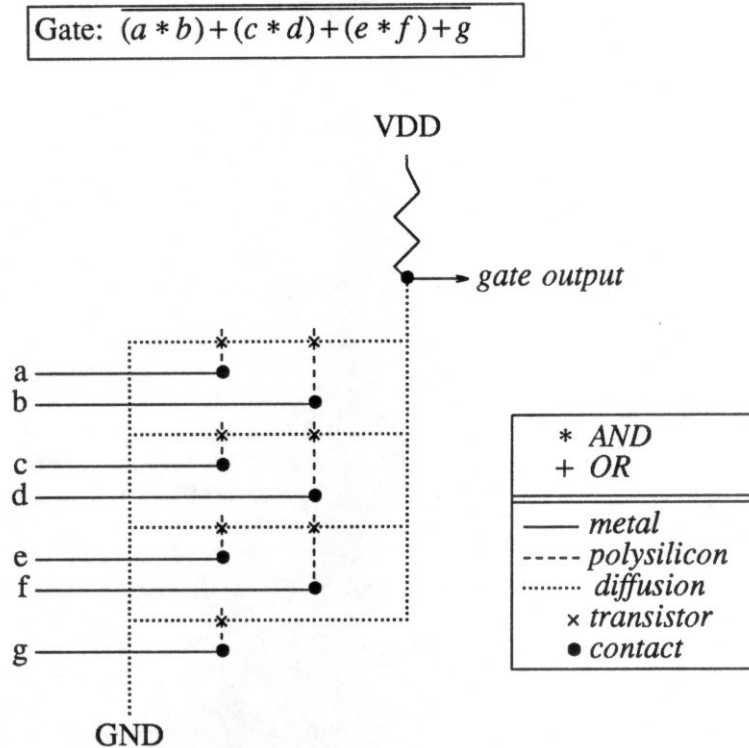 Gate: (a * b) + (c * d) + (e * f) + g
VDD
gate output
a
b
c
d
e
f
g
GND
* AND
+ OR
metal
polysilicon
diffusion
× transistor
contact